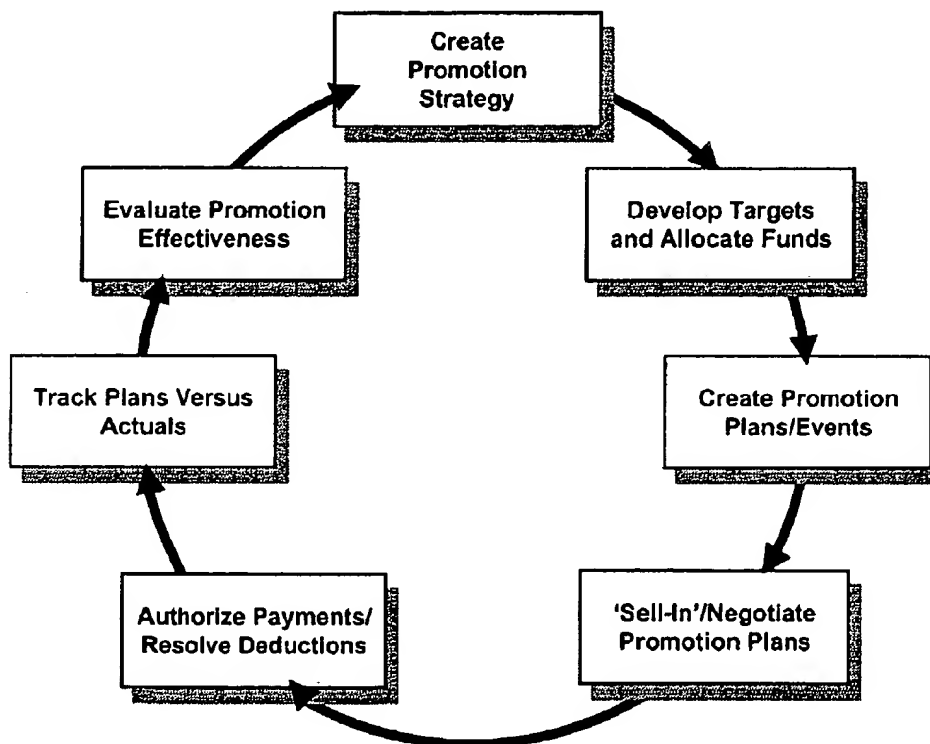 Create
Promotion
Strategy
Develop Targets
and Allocate Funds
Create Promotion
Plans/Events
'Sell-In'/Negotiate
Promotion Plans
Authorize Payments/
Resolve Deductions
Track Plans Versus
Actuals
Evaluate Promotion
Effectiveness